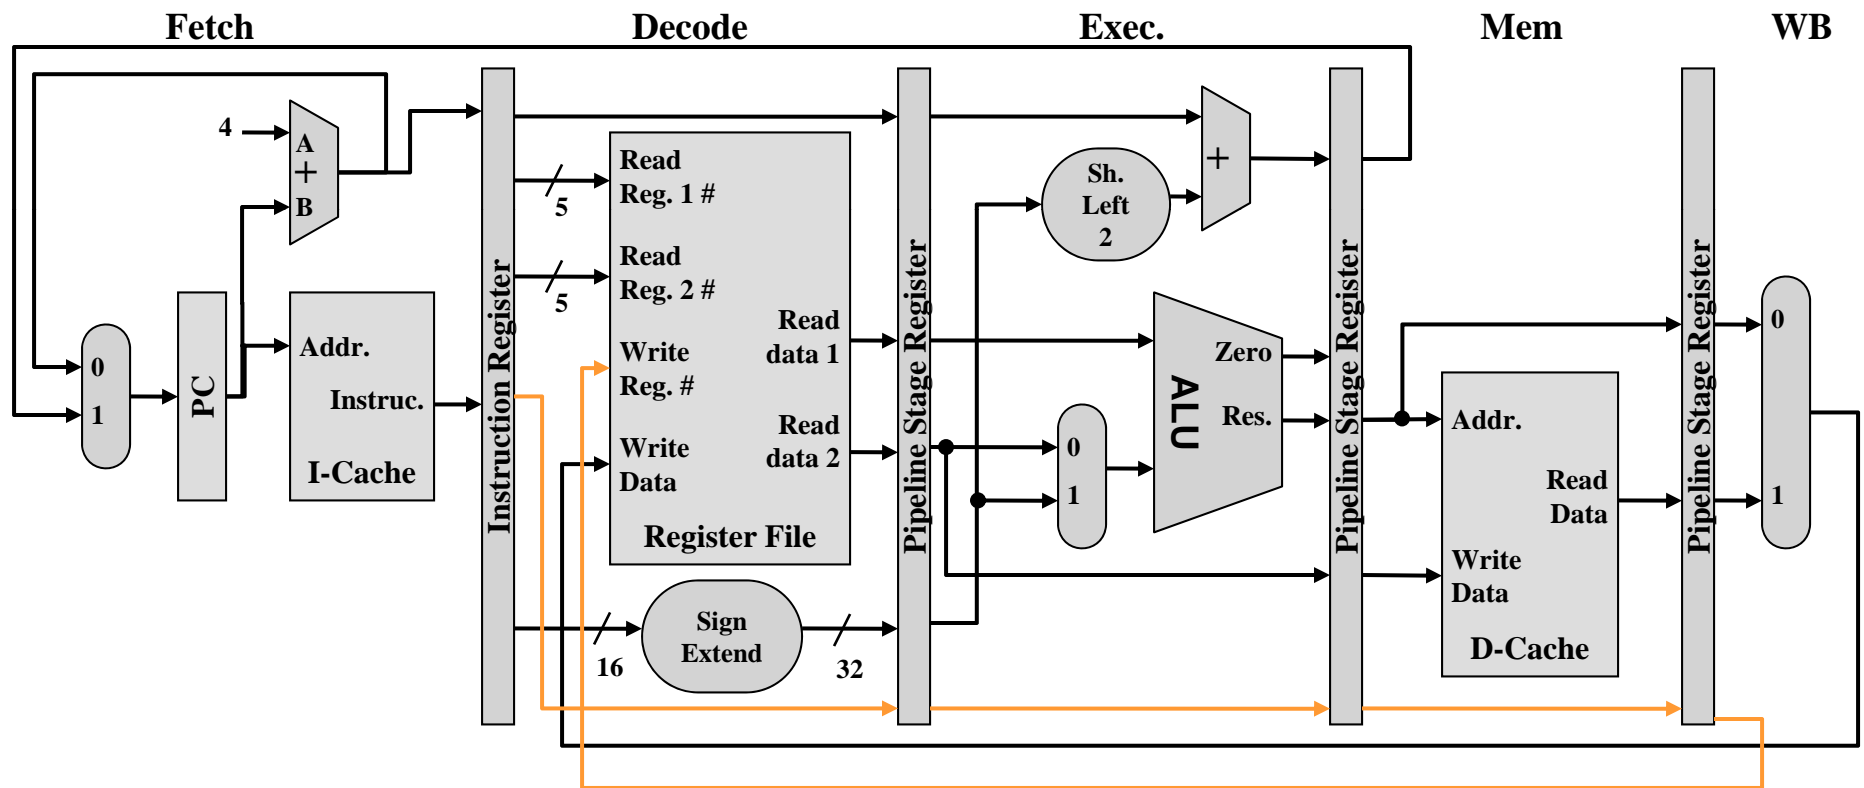 Fetch
Decode
Exec.
Mem
WB
4
A
+
B
0
1
PC
Addr.
Instruc.
I-Cache
Instruction Register
5
5
16
Read
Reg. 1 #
Read
Reg. 2 #
Write
Reg. #
Write
Data
Read
data 1
Read
data 2
Register File
Sign
Extend
32
Pipeline Stage Register
Sh.
Left
2
+
0
1
ALU
Zero
Res.
Pipeline Stage Register
Addr.
Read
Data
Write
Data
D-Cache
Pipeline Stage Register
0
1